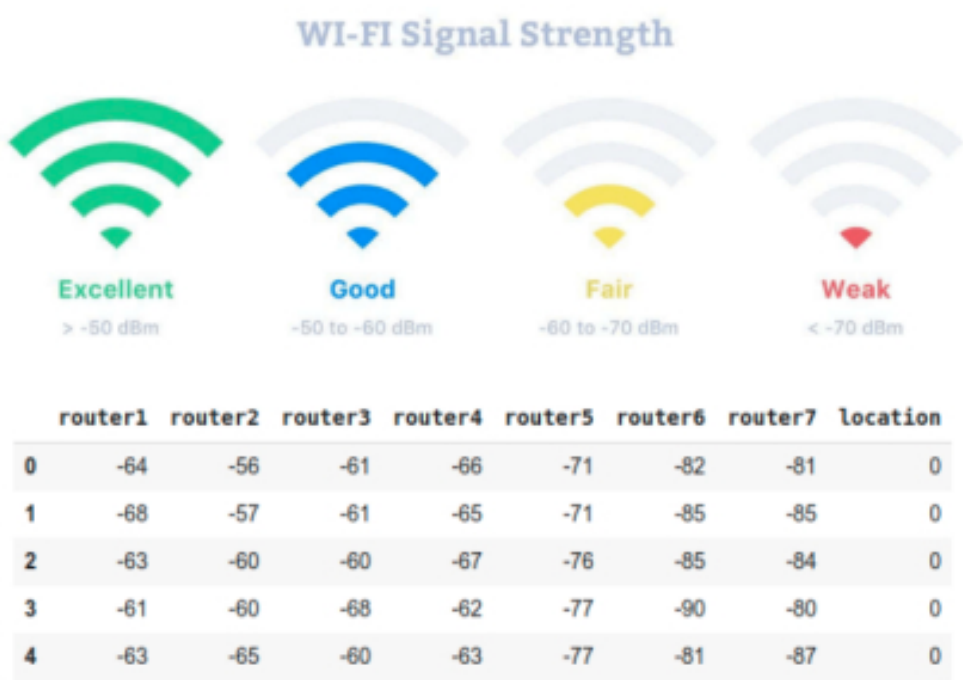 WI-FI Signal Strength
Excellent Good Fair Weak
> -50 dBm -50 to -60 dBm -60 to -70 dBm < -70 dBm
router1 router2 router3 router4 router5 router6 router7 location
0 -64 -56 -61 -66 -71 -82 -81 0
1 -68 -57 -61 -65 -71 -85 -85 0
2 -63 -60 -60 -67 -76 -85 -84 0
3 -61 -60 -68 -62 -77 -90 -80 0
4 -63 -65 -60 -63 -77 -81 -87 0